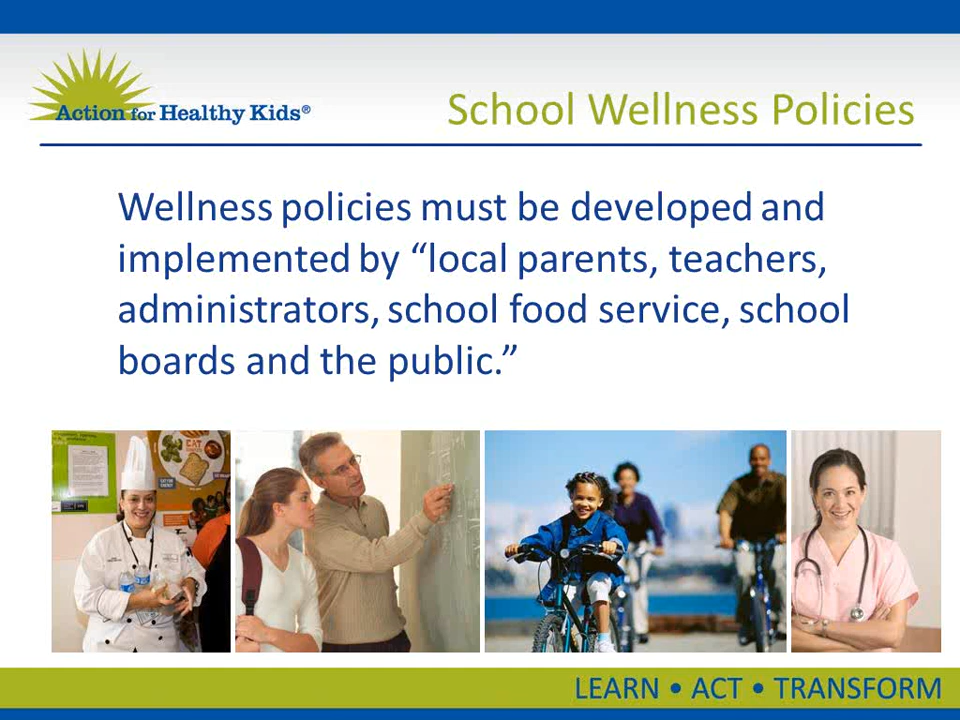 Action for Healthy Kids®
School Wellness Policies
Wellness policies must be developed and
implemented by “local parents, teachers,
administrators, school food service, school
boards and the public.”
EAT
LEARN • ACT • TRANSFORM